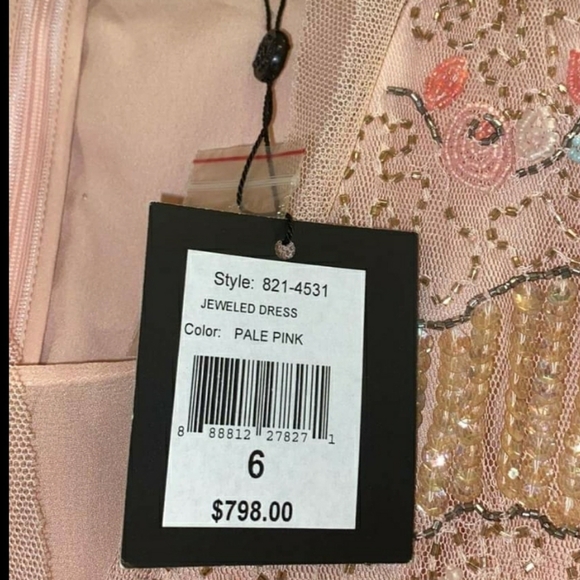 Style: 821-4531
JEWELED DRESS
Color: PALE PINK
8 88812 27827 1
6
$798.00